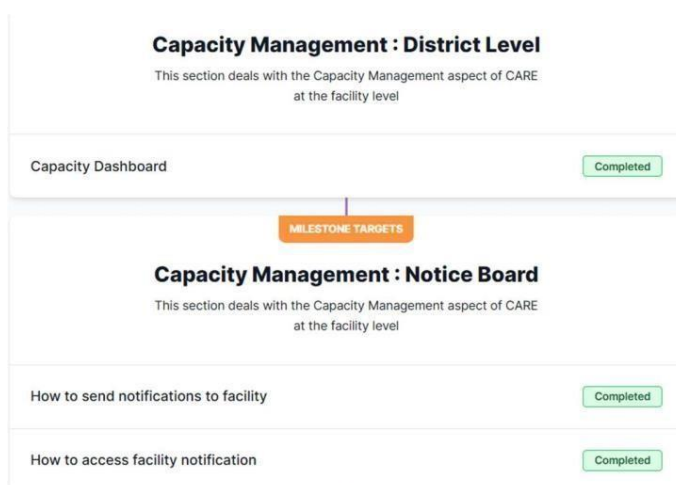 Capacity Management : District Level
This section deals with the Capacity Management aspect of CARE
at the facility level
Capacity Dashboard
Completed
MILESTONE TARGETS
Capacity Management : Notice Board
This section deals with the Capacity Management aspect of CARE
at the facility level
How to send notifications to facility
Completed
How to access facility notification
Completed